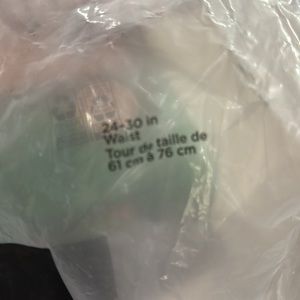 24-30 in
Waist
Tour de taille de
61 cm à 76 cm